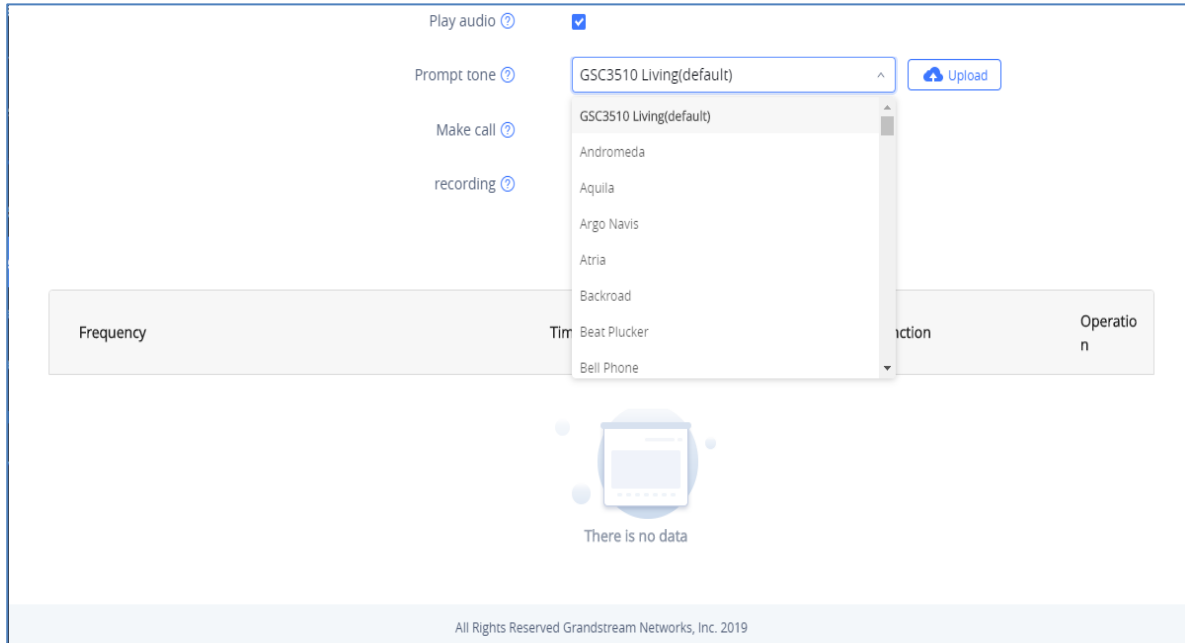 Play audio
Prompt tone GSC3510 Living(default) Upload
GSC3510 Living(default)
Make call
Andromeda
recording
Aquila
Argo Navis
Atria
Backroad
Frequency Tim Beat Plucker nction Operatio
n
Bell Phone
There is no data
All Rights Reserved Grandstream Networks, Inc. 2019